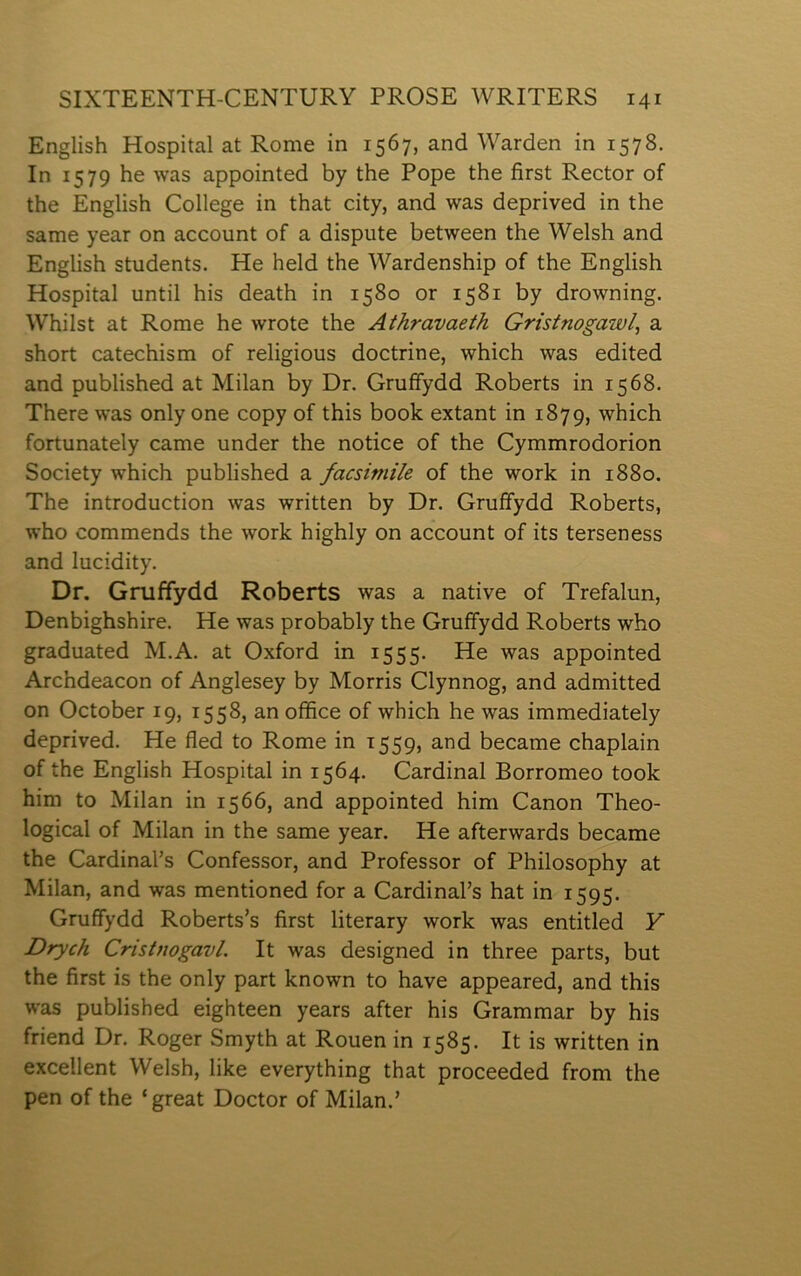 SIXTEENTH-CENTURY PROSE WRITERS 141
English Hospital at Rome in 1567, and Warden in 1578.
In 1579 he was appointed by the Pope the first Rector of
the English College in that city, and was deprived in the
same year on account of a dispute between the Welsh and
English students. He held the Wardenship of the English
Hospital until his death in 1580 or 1581 by drowning.
Whilst at Rome he wrote the Athravaeth Gristnogawl, a
short catechism of religious doctrine, which was edited
and published at Milan by Dr. Gruffydd Roberts in 1568.
There was only one copy of this book extant in 1879, which
fortunately came under the notice of the Cymmrodorion
Society which published a facsimile of the work in 1880.
The introduction was written by Dr. Gruffydd Roberts,
who commends the work highly on account of its terseness
and lucidity.
Dr. Gruffydd Roberts was a native of Trefalun,
Denbighshire. He was probably the Gruffydd Roberts who
graduated M.A. at Oxford in 1555. He was appointed
Archdeacon of Anglesey by Morris Clynnog, and admitted
on October 19, 1558, an office of which he was immediately
deprived. He fled to Rome in 1559, and became chaplain
of the English Hospital in 1564. Cardinal Borromeo took
him to Milan in 1566, and appointed him Canon Theo-
logical of Milan in the same year. He afterwards became
the Cardinal's Confessor, and Professor of Philosophy at
Milan, and was mentioned for a Cardinal's hat in 1595.
Gruffydd Roberts's first literary work was entitled Y
Drych Cristnogavl. It was designed in three parts, but
the first is the only part known to have appeared, and this
was published eighteen years after his Grammar by his
friend Dr. Roger Smyth at Rouen in 1585. It is written in
excellent Welsh, like everything that proceeded from the
pen of the ‘great Doctor of Milan.’